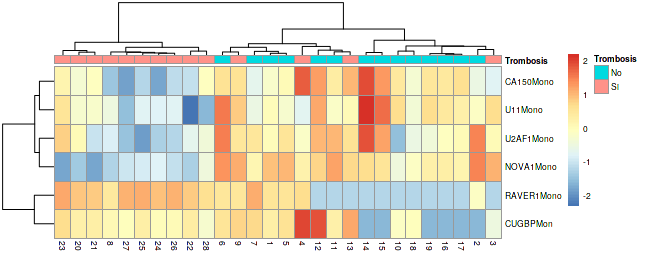 Trombosis
CA150Mono
U11Mono
U2AF1Mono
NOVA1Mono
RAVER1Mono
CUGBPMon
23 20 21 8 27 25 24 26 22 28 6 9 7 1 5 4 12 11 13 14 15 10 18 19 16 17 2 3
2
1
0
-1
-2
Trombosis
No
SI